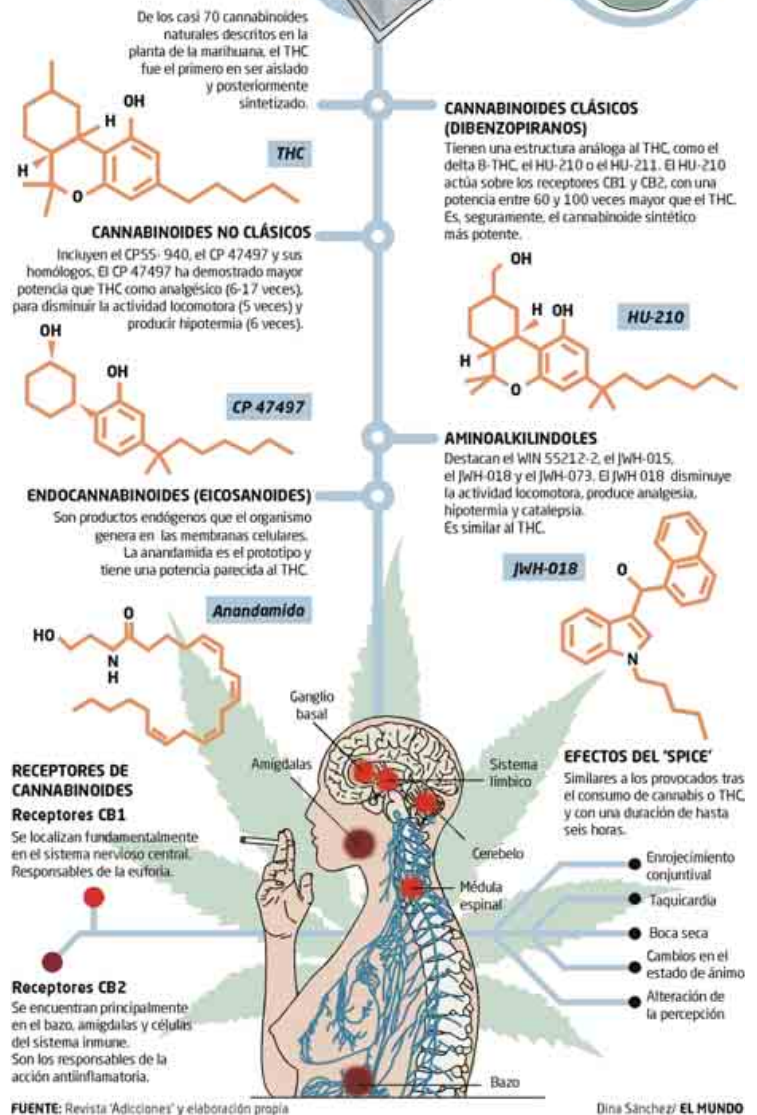 De los casi 70 cannabinoides
naturales descritos en la
planta de la marihuana, el THC
fue el primero en ser aislado
y posteriormente
sintetizado.
OH
H
H
O
THC
CANNABINOIDES CLÁSICOS
(DIBENZOPIRANOS)
Tienen una estructura análoga al THC, como el
delta 8-THC, el HU-210 o el HU-211. El HU-210
actúa sobre los receptores CB1 y CB2, con una
potencia entre 60 y 100 veces mayor que el THC.
Es, seguramente, el cannabinoide sintético
más potente.
OH
H OH
H
O
HU-210
CANNABINOIDES NO CLÁSICOS
Incluyen el CP55- 940, el CP 47497 y sus
homólogos. El CP 47497 ha demostrado mayor
potencia que THC como analgésico (6-17 veces),
para disminuir la actividad locomotora (5 veces) y
producir hipotermia (6 veces).
OH
OH
CP 47497
AMINOALKILINDOLES
Destacan el WIN 55212-2, el JWH-015,
el JWH-018 y el JWH-073. El JWH 018 disminuye
la actividad locomotora, produce analgesia,
hipotermia y catalepsia.
Es similar al THC.
JWH-018
O
N
ENDOCANNABINOIDES (EICOSANOIDES)
Son productos endógenos que el organismo
genera en las membranas celulares.
La anandamida es el prototipo y
tiene una potencia parecida al THC.
Anandamida
O
HO
N
H
Ganglio
basal
Amígdalas
Sistema
límbico
Cerebelo
Médula
espinal
Bazo
RECEPTORES DE
CANNABINOIDES
Receptores CB1
Se localizan fundamentalmente
en el sistema nervioso central.
Responsables de la euforia.
Receptores CB2
Se encuentran principalmente
en el bazo, amígdalas y células
del sistema inmune.
Son los responsables de la
acción antiinflamatoria.
EFECTOS DEL 'SPICE'
Similares a los provocados tras
el consumo de cannabis o THC,
y con una duración de hasta
seis horas.
Enrojecimiento
conjuntival
Taquicardia
Boca seca
Cambios en el
estado de ánimo
Alteración de
la percepción
FUENTE: Revista 'Adicciones' y elaboración propia
Dina Sánchez/ EL MUNDO